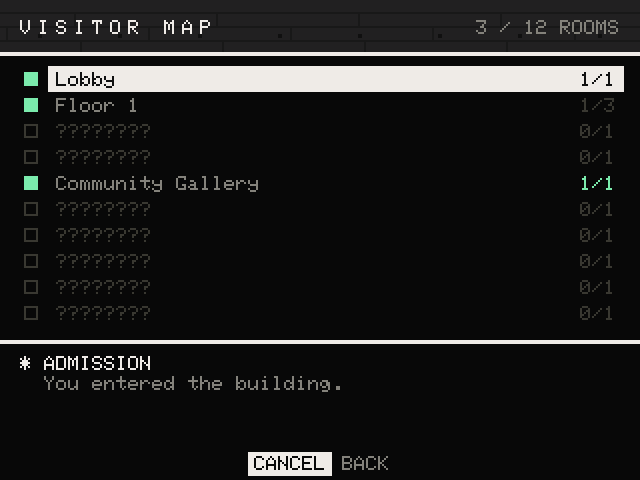 VISITOR MAP 3 / 12 ROOMS
Lobby 1/1
Floor 1 1/3
???????? 0/1
???????? 0/1
Community Gallery 1/1
???????? 0/1
???????? 0/1
???????? 0/1
???????? 0/1
???????? 0/1
* ADMISSION
You entered the building.
CANCEL BACK